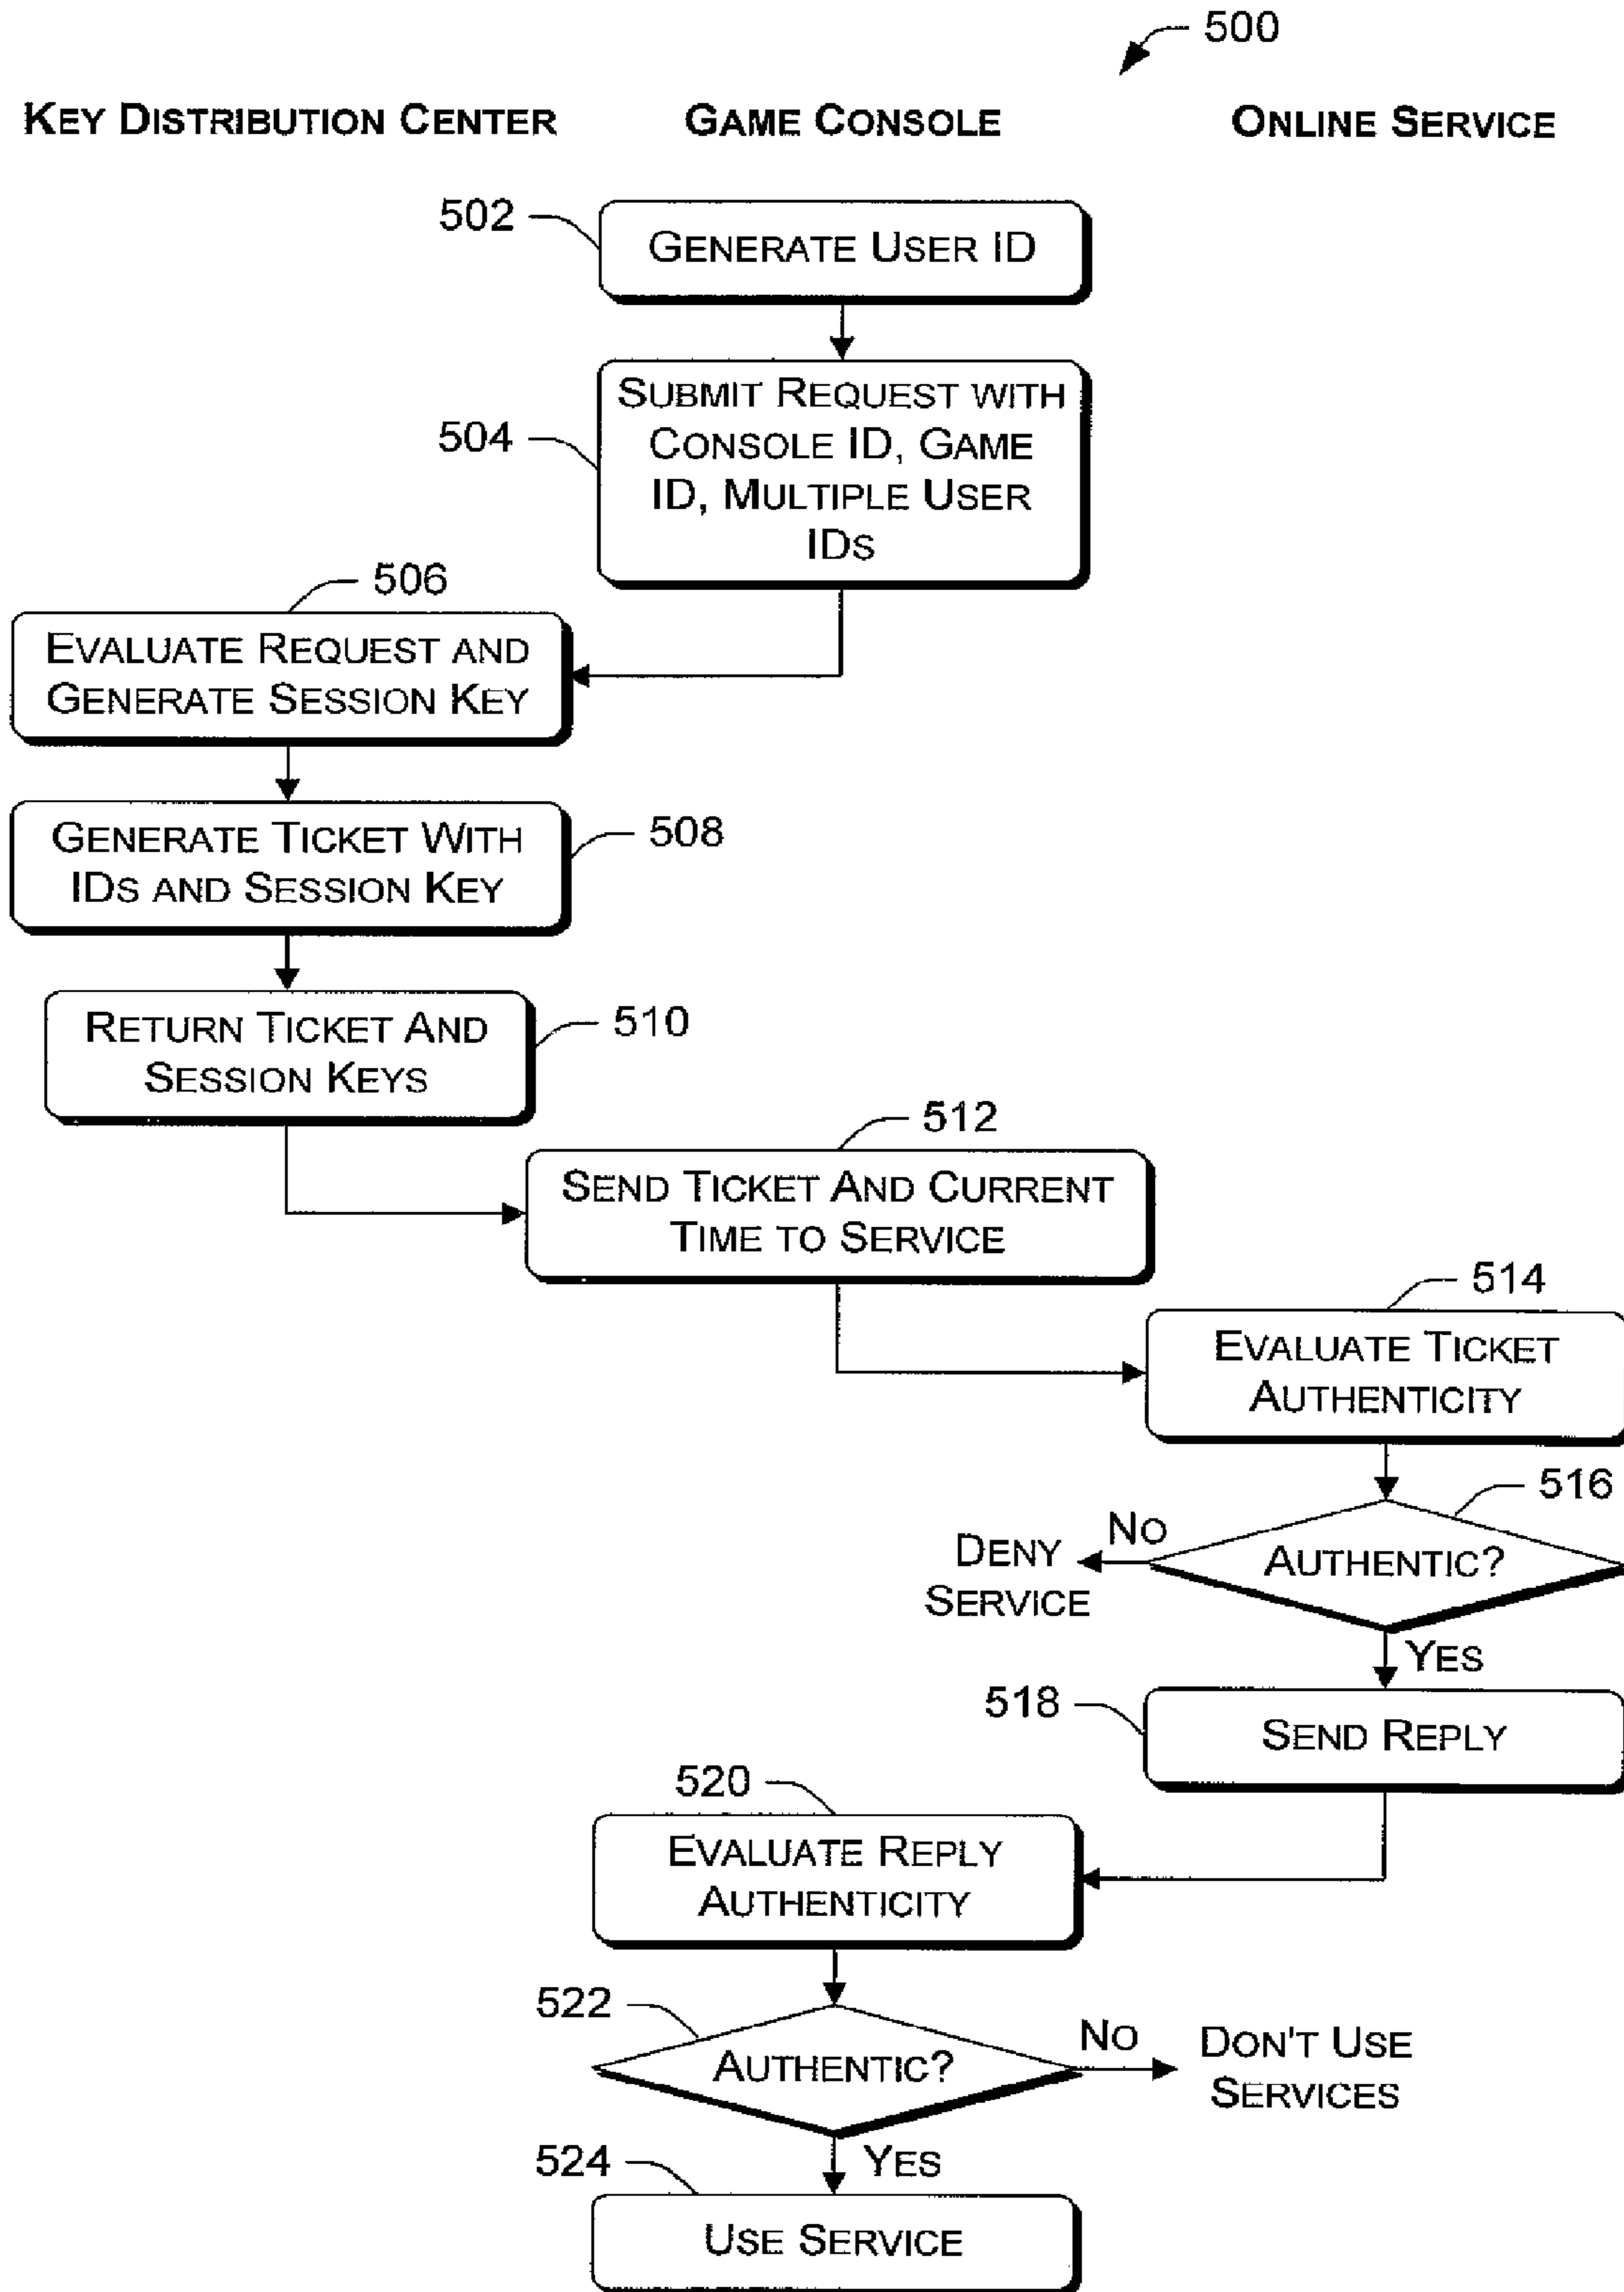 500
KEY DISTRIBUTION CENTER
GAME CONSOLE
ONLINE SERVICE
502
GENERATE USER ID
504
SUBMIT REQUEST WITH
CONSOLE ID, GAME
ID, MULTIPLE USER
IDS
506
EVALUATE REQUEST AND
GENERATE SESSION KEY
GENERATE TICKET WITH
IDS AND SESSION KEY
508
RETURN TICKET AND
SESSION KEYS
510
512
SEND TICKET AND CURRENT
TIME TO SERVICE
514
EVALUATE TICKET
AUTHENTICITY
516
AUTHENTIC?
NO
DENY
SERVICE
YES
518
SEND REPLY
520
EVALUATE REPLY
AUTHENTICITY
522
AUTHENTIC?
NO
DON'T USE
SERVICES
YES
524
USE SERVICE